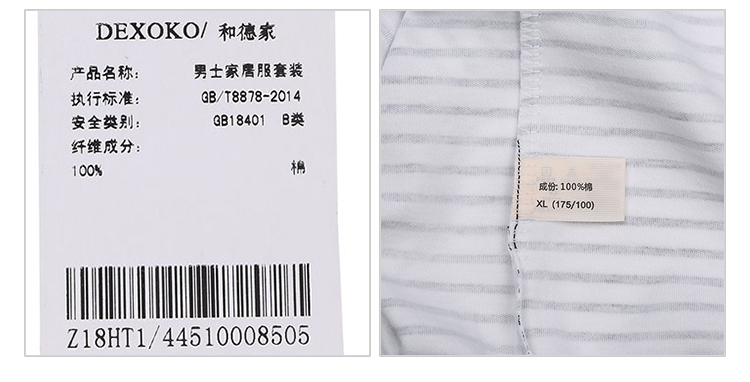 DEXOKO/ 和德家
产品名称: 男士家居服套装
执行标准: GB/T8878-2014
安全类别: GB18401 B类
纤维成分:
100% 棉
Z18HT1/44510008505
成份: 100%棉
XL (175/100)